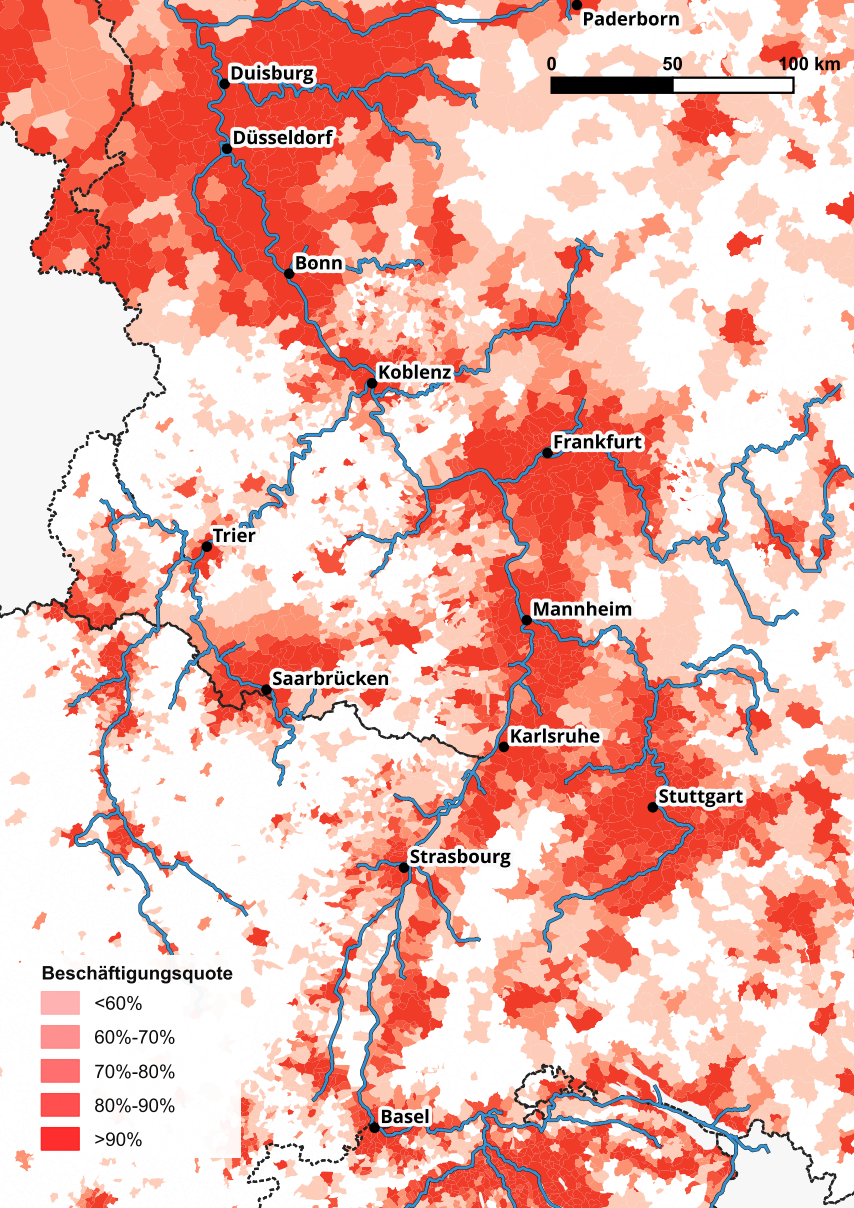 Paderborn
0 50 100 km
Duisburg
Düsseldorf
Bonn
Koblenz
Frankfurt
Trier
Mannheim
Saarbrücken
Karlsruhe
Stuttgart
Strasbourg
Beschäftigungsquote
<60%
60%-70%
70%-80%
80%-90%
>90%
Basel